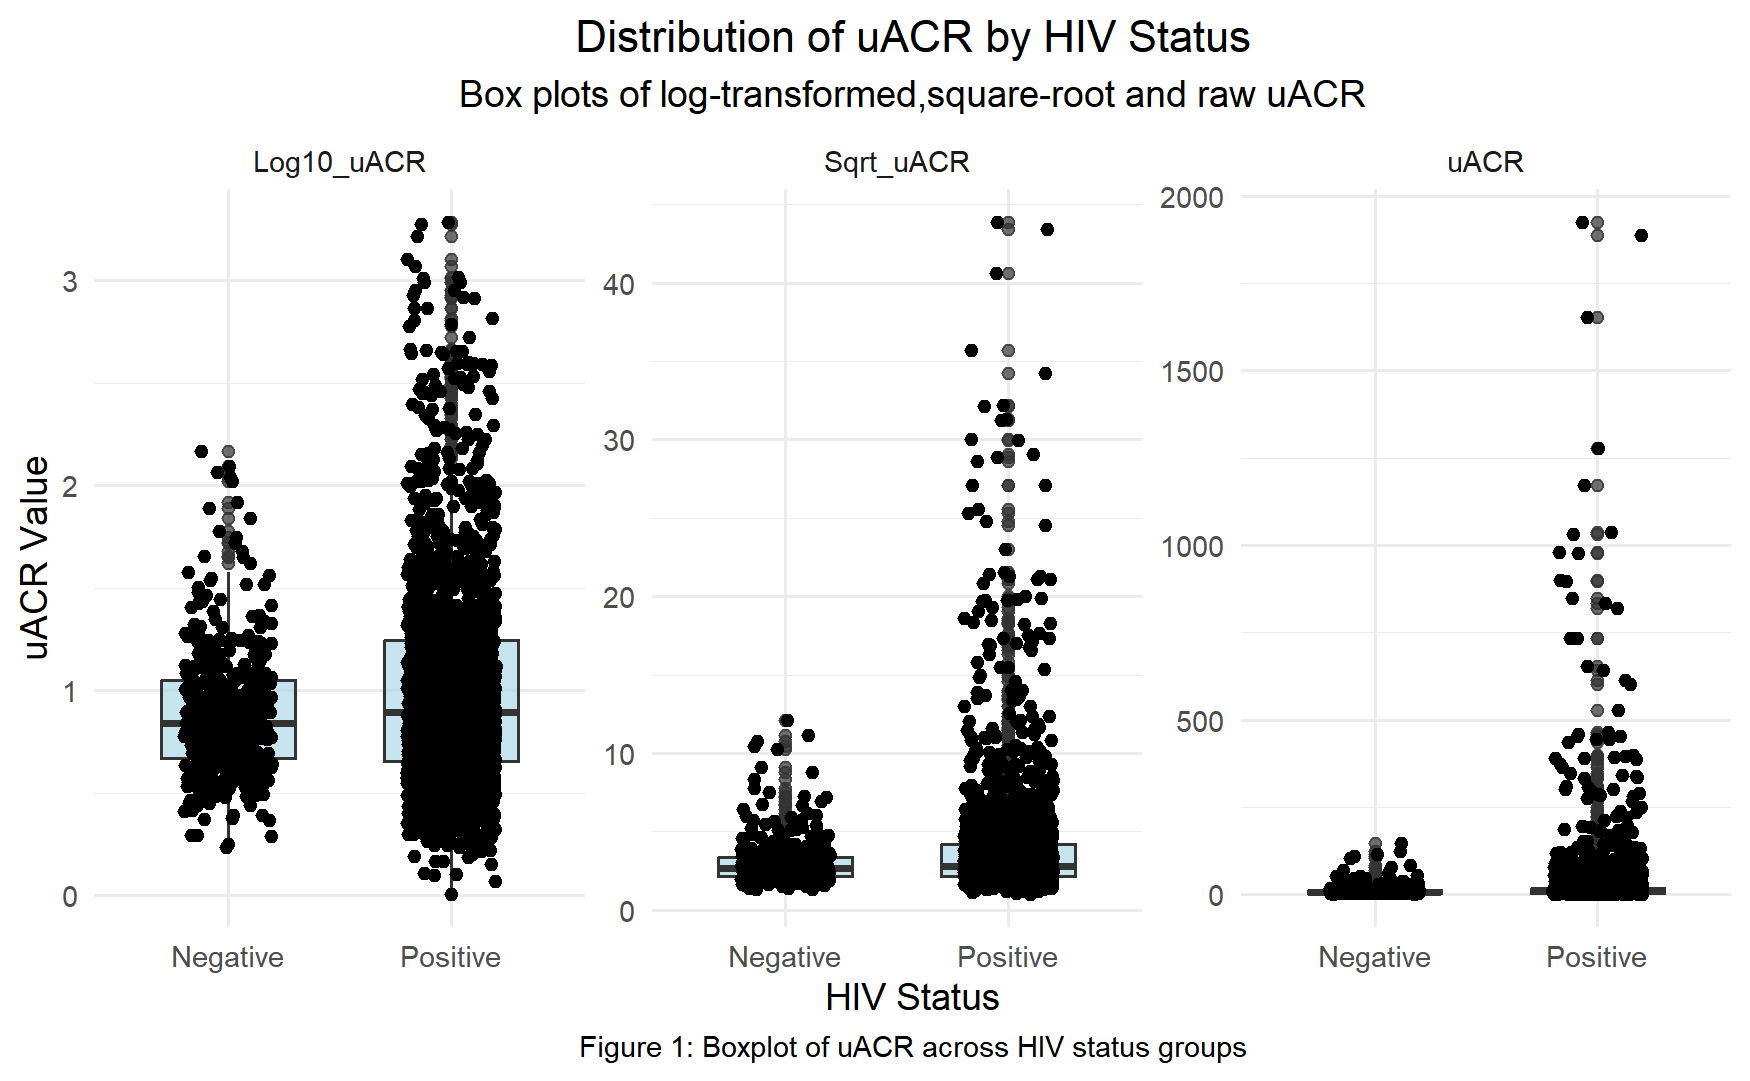 Distribution of uACR by HIV Status
Box plots of log-transformed,square-root and raw uACR
Log10_uACR
Sqrt_uACR
uACR
uACR Value
3
2
1
0
40
30
20
10
0
2000
1500
1000
500
0
Negative
Positive
Negative
Positive
Negative
Positive
HIV Status
Figure 1: Boxplot of uACR across HIV status groups